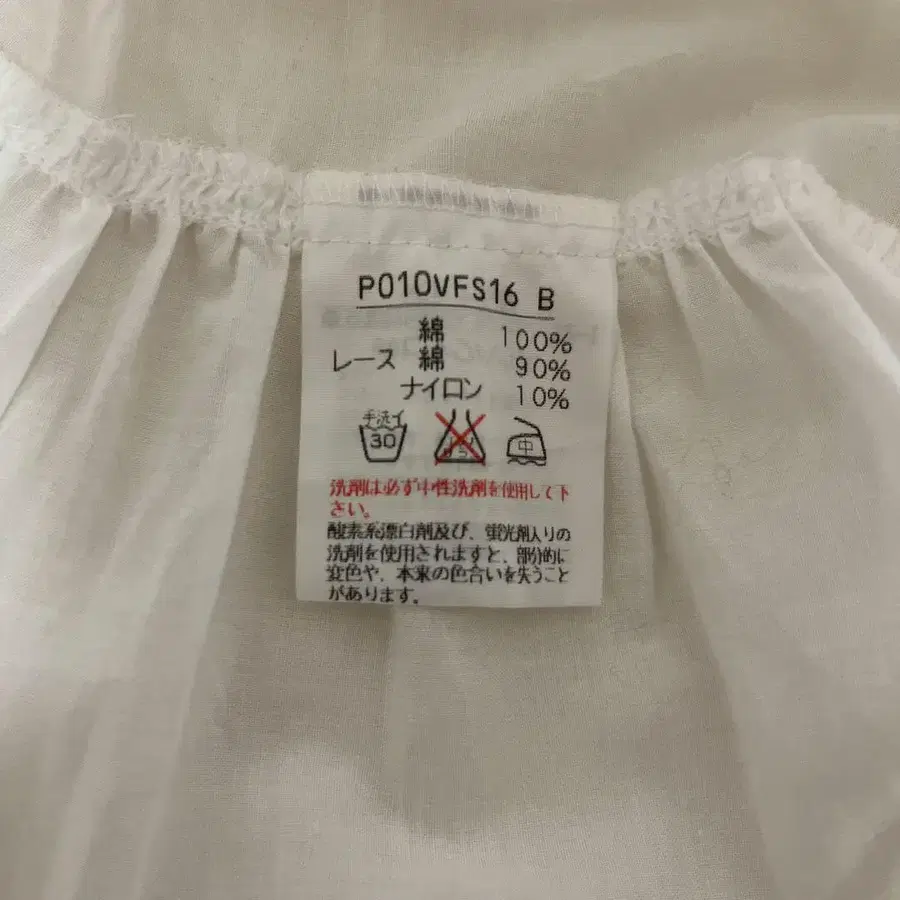 P010VFS16 B
綿 100%
レース 綿 90%
ナイロン 10%
手洗イ
30
中
洗剤は必ず中性洗剤を使用して下
さい。
酸素系漂白剤及び、蛍光剤入りの
洗剤を使用されますと、部分的に
変色や、本来の色合いを失うこと
があります。